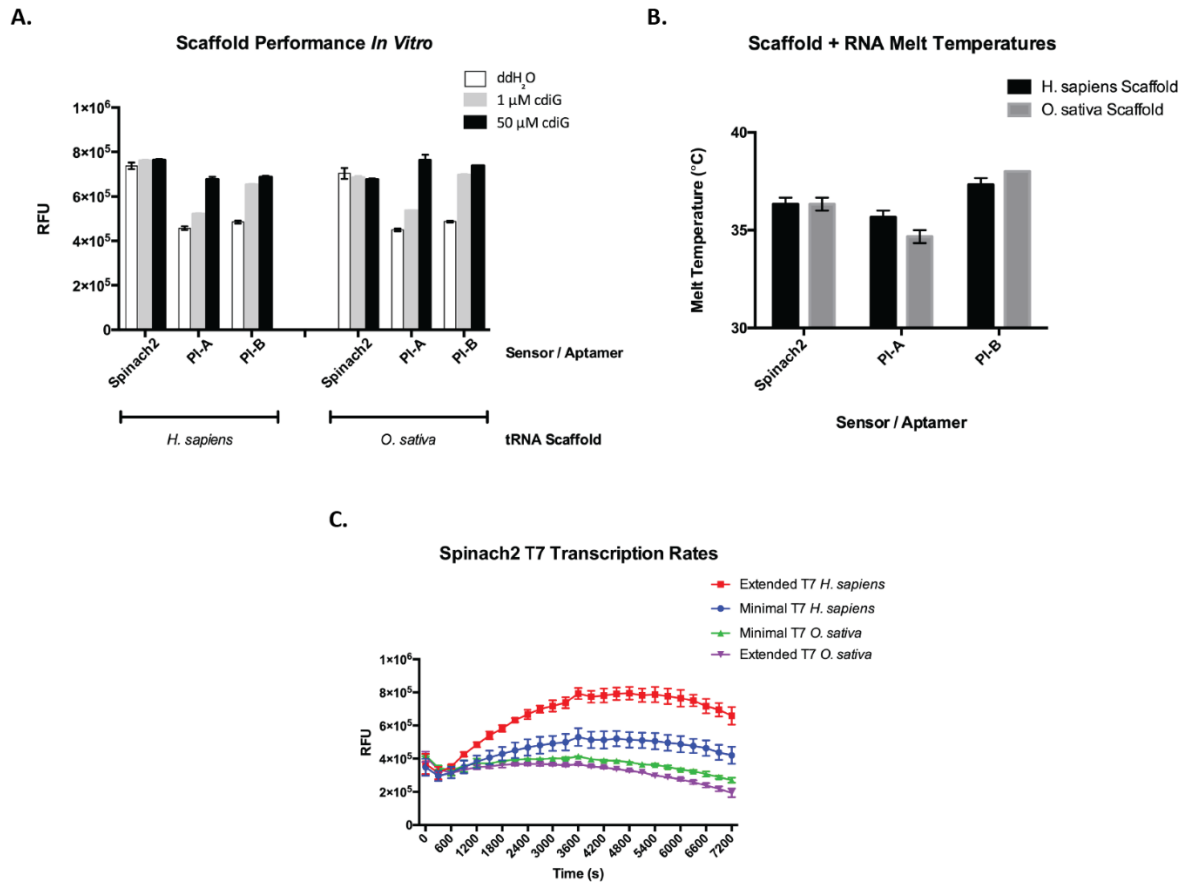 A.
Scaffold Performance In Vitro
ddH2O
1 μM cdiG
50 μM cdiG
1×10^6
8×10^5
6×10^5
4×10^5
2×10^5
0
RFU
Spinach2
PI-A
PI-B
Spinach2
PI-A
PI-B
Sensor / Aptamer
H. sapiens
O. sativa
tRNA Scaffold
B.
Scaffold + RNA Melt Temperatures
H. sapiens Scaffold
O. sativa Scaffold
40
35
30
Melt Temperature (°C)
Spinach2
PI-A
PI-B
Sensor / Aptamer
C.
Spinach2 T7 Transcription Rates
Extended T7 H. sapiens
Minimal T7 H. sapiens
Minimal T7 O. sativa
Extended T7 O. sativa
1×10^6
8×10^5
6×10^5
4×10^5
2×10^5
0
RFU
0
600
1200
1800
2400
3000
3600
4200
4800
5400
6000
6600
7200
Time (s)